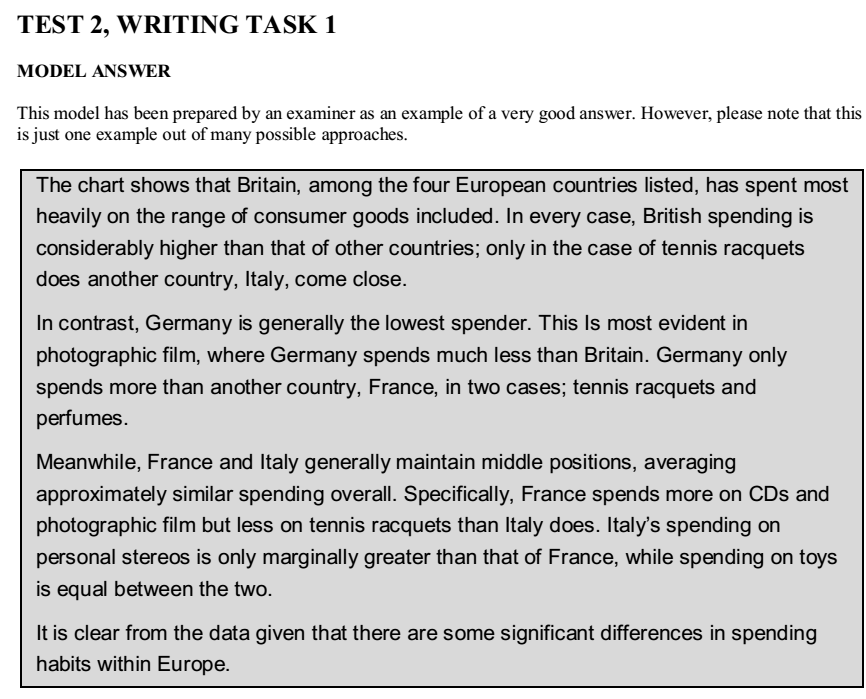 TEST 2, WRITING TASK 1
MODEL ANSWER
This model has been prepared by an examiner as an example of a very good answer. However, please note that this
is just one example out of many possible approaches.
The chart shows that Britain, among the four European countries listed, has spent most
heavily on the range of consumer goods included. In every case, British spending is
considerably higher than that of other countries; only in the case of tennis racquets
does another country, Italy, come close.
In contrast, Germany is generally the lowest spender. This Is most evident in
photographic film, where Germany spends much less than Britain. Germany only
spends more than another country, France, in two cases; tennis racquets and
perfumes.
Meanwhile, France and Italy generally maintain middle positions, averaging
approximately similar spending overall. Specifically, France spends more on CDs and
photographic film but less on tennis racquets than Italy does. Italy's spending on
personal stereos is only marginally greater than that of France, while spending on toys
is equal between the two.
It is clear from the data given that there are some significant differences in spending
habits within Europe.